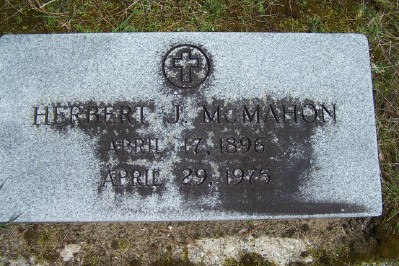 HERBERT J. MCMAHON
APRIL 17, 1896
APRIL 29, 1975